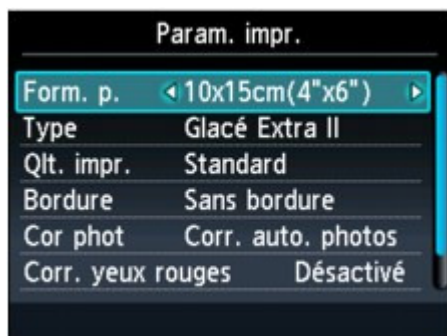 Param. impr.
Form. p. 10x15cm(4"x6")
Type Glacé Extra II
Qlt. impr. Standard
Bordure Sans bordure
Cor phot Corr. auto. photos
Corr. yeux rouges Désactivé